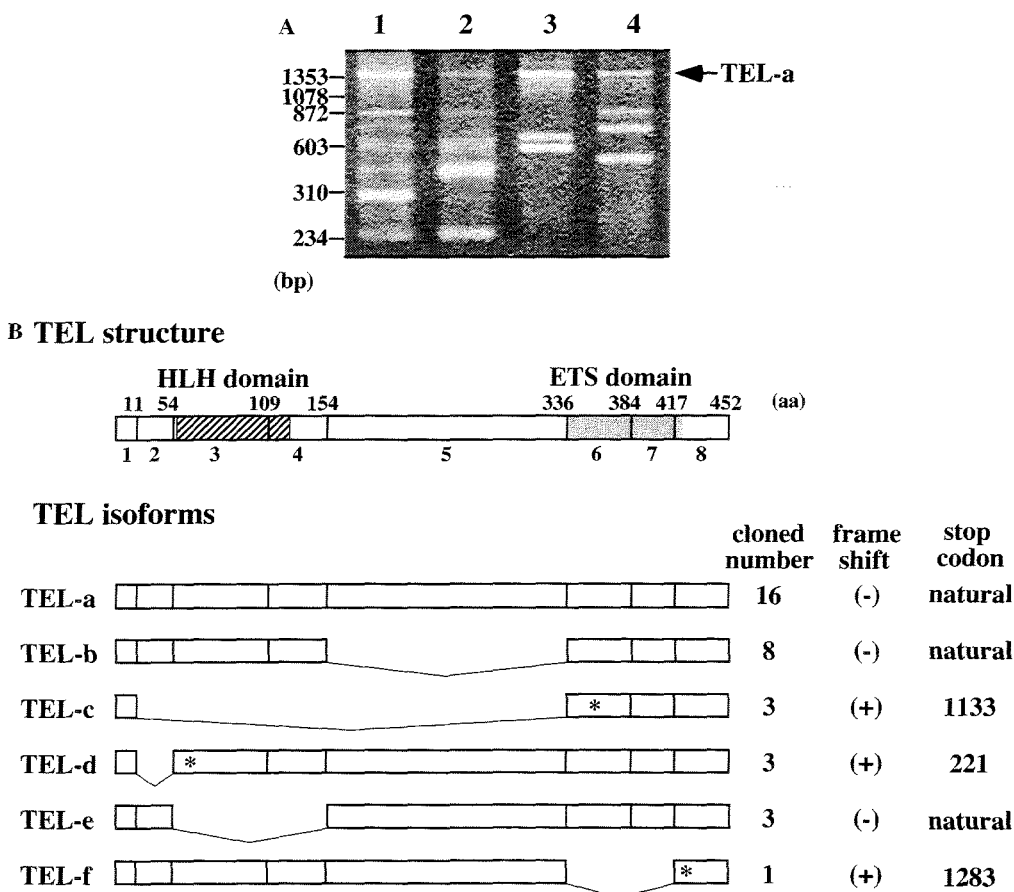 A 1 2 3 4
1353
1078
872
603
310
234
(bp)
TEL-a
B TEL structure
HLH domain ETS domain
11 54 109 154 336 384 417 452 (aa)
1 2 3 4 5 6 7 8
TEL isoforms
cloned number frame shift stop codon
TEL-a 16 (-) natural
TEL-b 8 (-) natural
TEL-c * 3 (+) 1133
TEL-d * 3 (+) 221
TEL-e 3 (-) natural
TEL-f * 1 (+) 1283